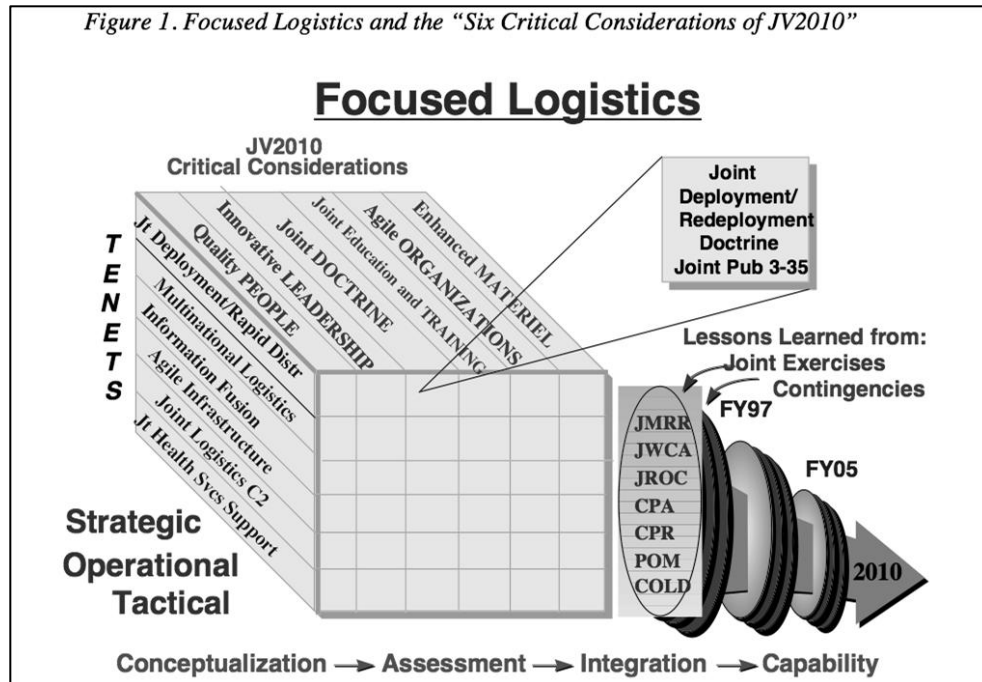 Figure 1. Focused Logistics and the “Six Critical Considerations of JV2010”
Focused Logistics
JV2010
Critical Considerations
Quality PEOPLE
Innovative LEADERSHIP
Joint DOCTRINE
Joint Education and TRAINING
Agile ORGANIZATIONS
Enhanced MATERIEL
TENETS
Jt Deployment/Rapid Distr
Multinational Logistics
Information Fusion
Agile Infrastructure
Joint Logistics C2
Jt Health Svcs Support
Joint
Deployment/
Redeployment
Doctrine
Joint Pub 3-35
Lessons Learned from:
Joint Exercises
Contingencies
FY97
FY05
JMRR
JWCA
JROC
CPA
CPR
POM
COLD
2010
Strategic
Operational
Tactical
Conceptualization → Assessment → Integration → Capability